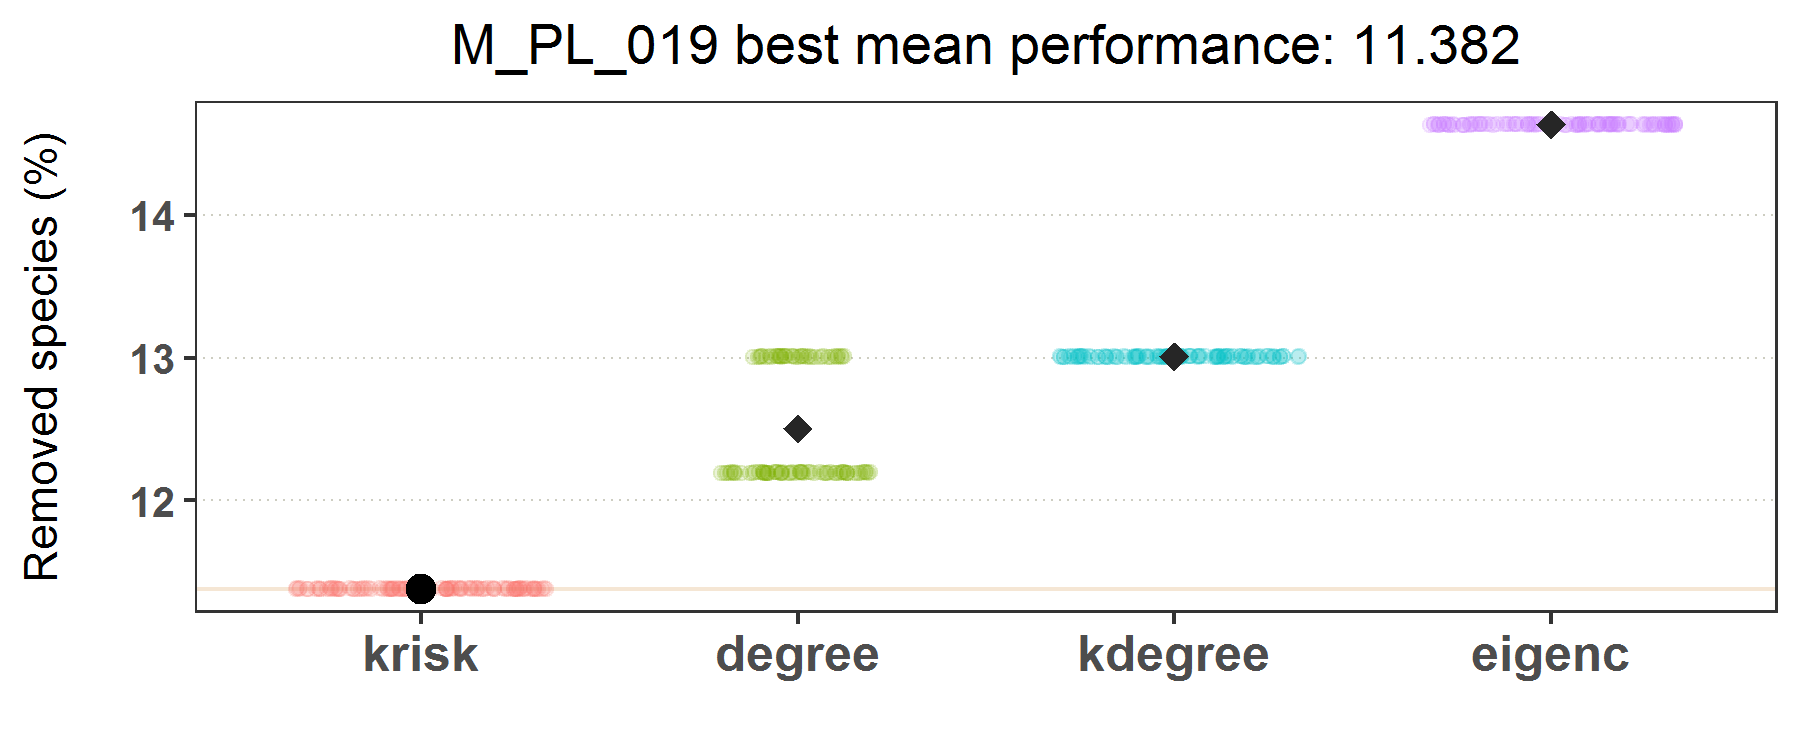 M_PL_019 best mean performance: 11.382
Removed species (%)
14
13
12
krisk degree kdegree eigenc